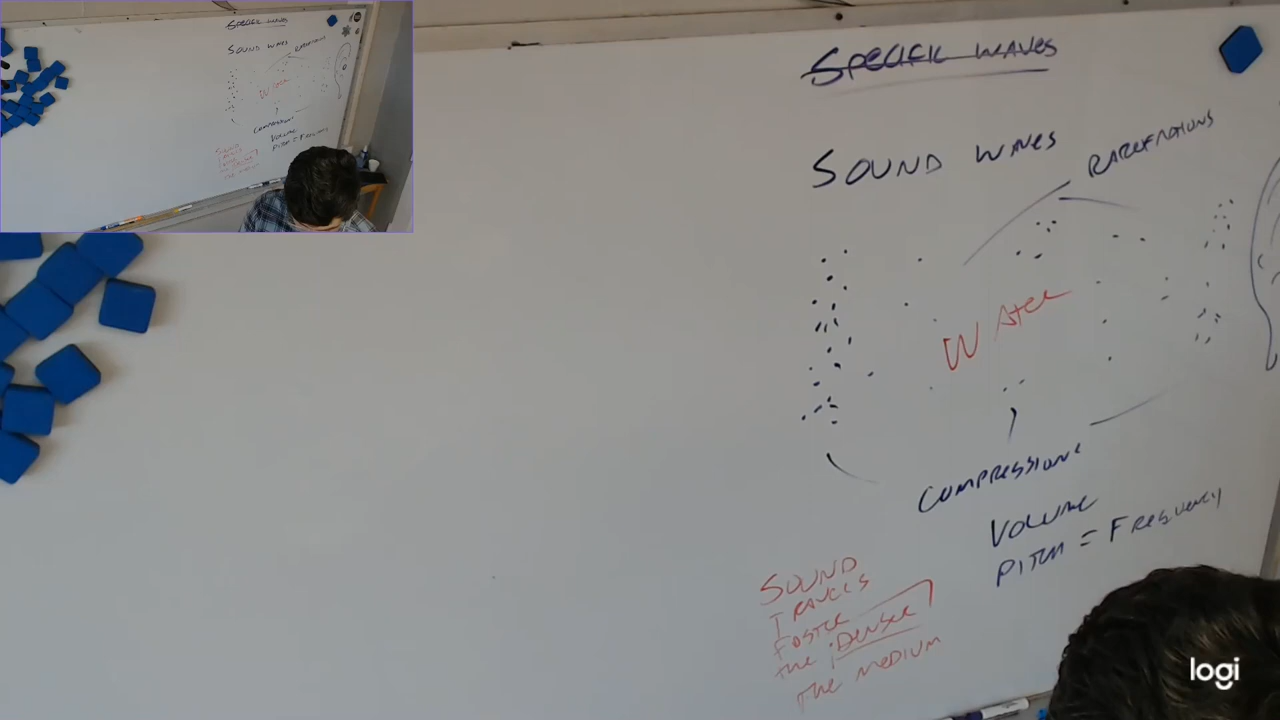 SPECIFIC WAVES
SOUND WAVES
RAREFACTIONS
WATER
COMPRESSIONS
VOLUME
PITCH = FREQUENCY
SOUND
TRAVELS
FASTER
the DENSER
the MEDIUM
logi